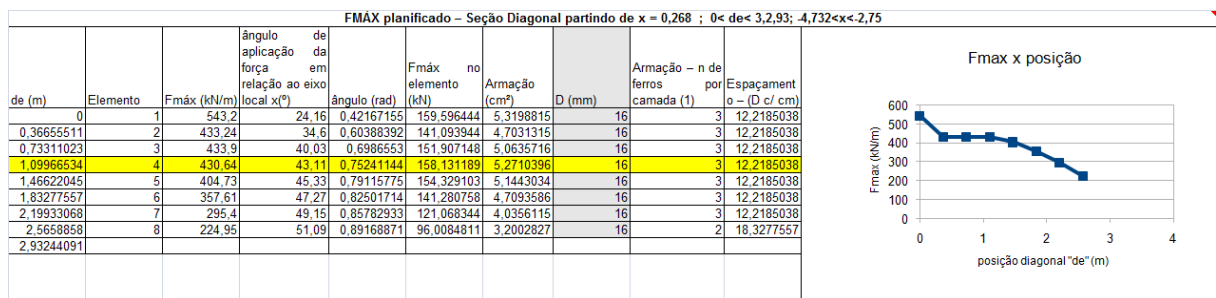 FMÁX planificado – Seção Diagonal partindo de x = 0,268 ; 0< de< 3,2,93; -4,732<x<-2,75
de (m) Elemento Fmáx (kN/m) ângulo de aplicação da força em relação ao eixo local x(º) ângulo (rad) Fmáx no elemento (kN) Armação (cm²) D (mm) Armação – n de ferros por camada (1) Espaçament o – (D c/ cm)
0 1 543,2 24,16 0,42167155 159,596444 5,3198815 16 3 12,2185038
0,36655511 2 433,24 34,6 0,60388392 141,093944 4,7031315 16 3 12,2185038
0,73311023 3 433,9 40,03 0,6986553 151,907148 5,0635716 16 3 12,2185038
1,09966534 4 430,64 43,11 0,75241144 158,131189 5,2710396 16 3 12,2185038
1,46622045 5 404,73 45,33 0,79115775 154,329103 5,1443034 16 3 12,2185038
1,83277557 6 357,61 47,27 0,82501714 141,280758 4,7093586 16 3 12,2185038
2,19933068 7 295,4 49,15 0,85782933 121,068344 4,0356115 16 3 12,2185038
2,5658858 8 224,95 51,09 0,89168871 96,0084811 3,2002827 16 2 18,3277557
2,93244091
Fmax x posição
Fmax (kN/m)
600
500
400
300
200
100
0
0 1 2 3 4
posição diagonal "de" (m)